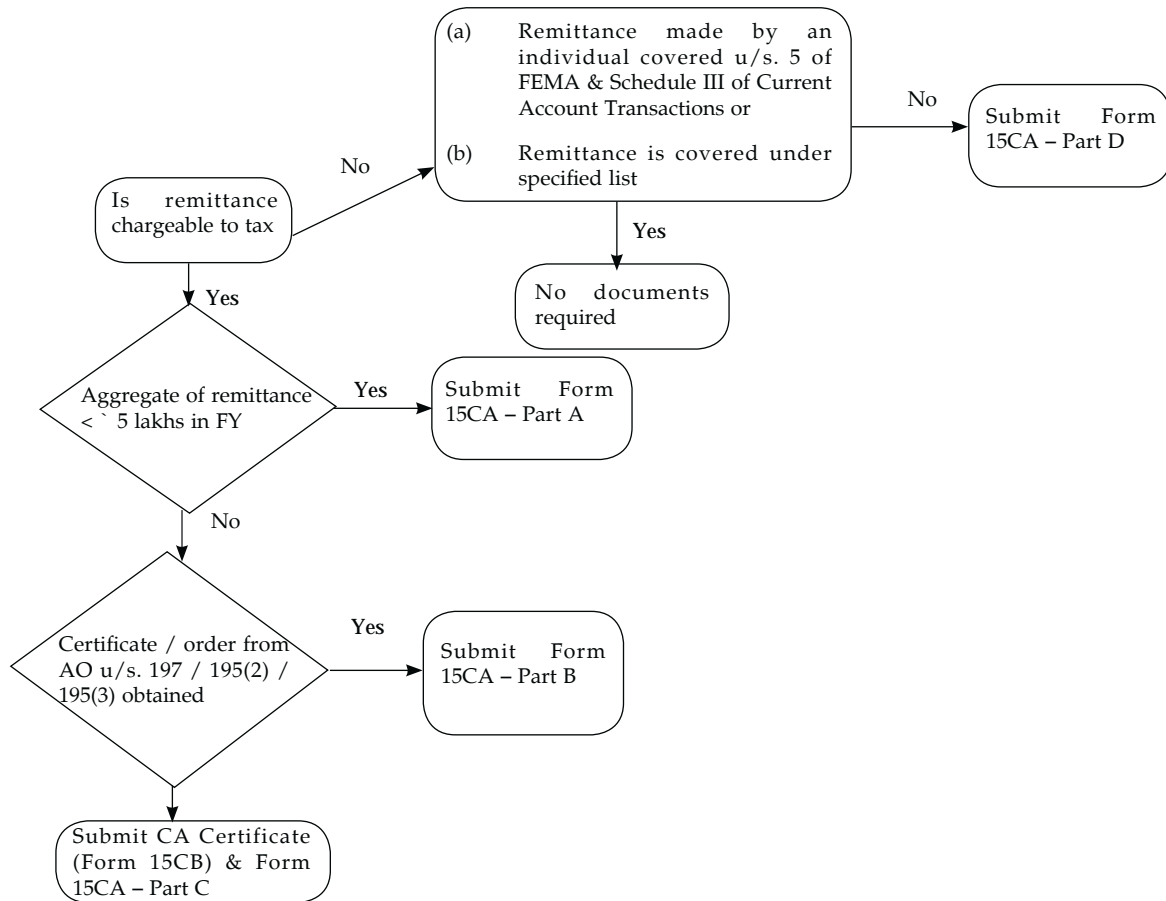 (a) Remittance made by an
individual covered u/s. 5 of
FEMA & Schedule III of Current
Account Transactions or
(b) Remittance is covered under
specified list
No
Submit Form
15CA – Part D
No
Is remittance
chargeable to tax
Yes
No documents
required
Yes
Aggregate of remittance
< ` 5 lakhs in FY
Yes
Submit Form
15CA – Part A
No
Certificate / order from
AO u/s. 197 / 195(2) /
195(3) obtained
Yes
Submit Form
15CA – Part B
Submit CA Certificate
(Form 15CB) & Form
15CA – Part C